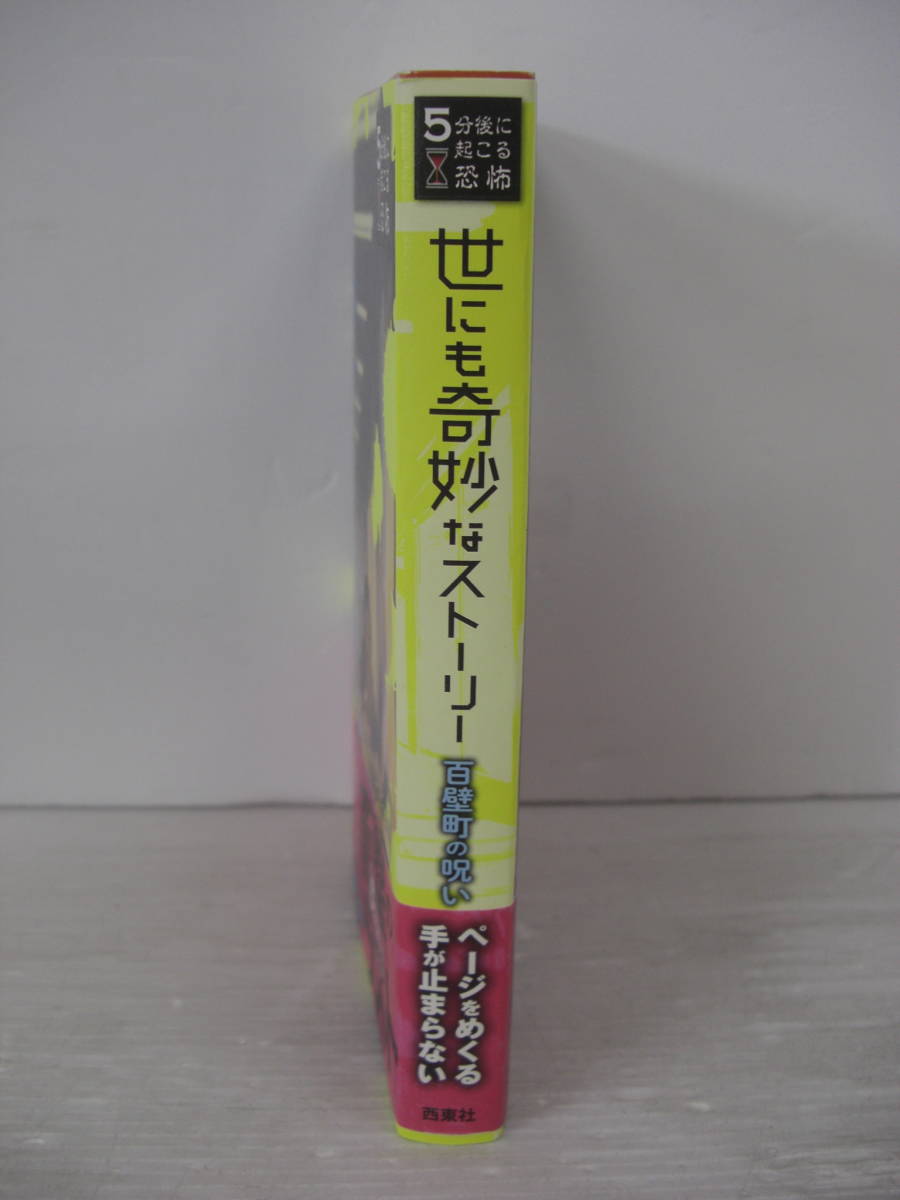 5分後に
起こる
恐怖
世にも奇妙なストーリー
百壁町の呪い
ページをめくる
手が止まらない
西東社